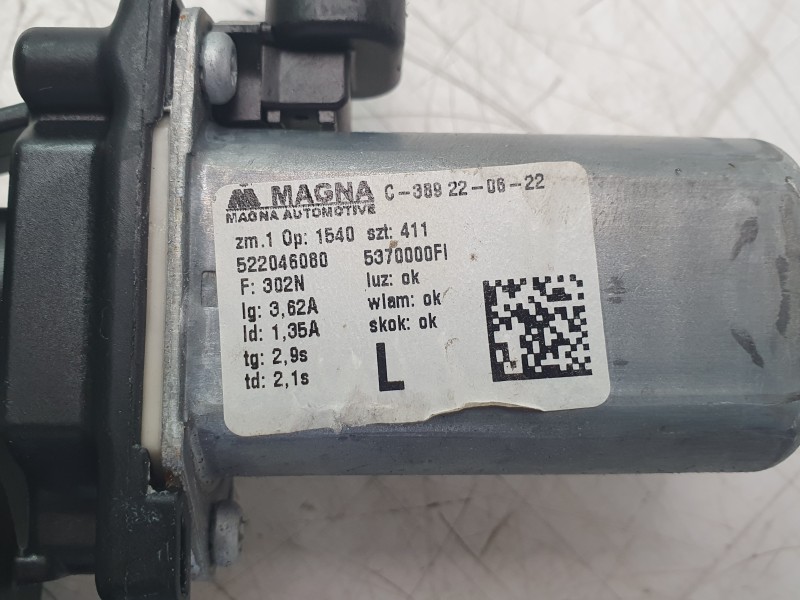 MAGNA C-389 22-06-22
MAGNA AUTOMOTIVE
zm.1 Op: 1540 szt: 411
522046080 5370000FI
F: 302N luz: ok
Ig: 3,62A wlam: ok
Id: 1,35A skok: ok
tg: 2,9s
td: 2,1s
L